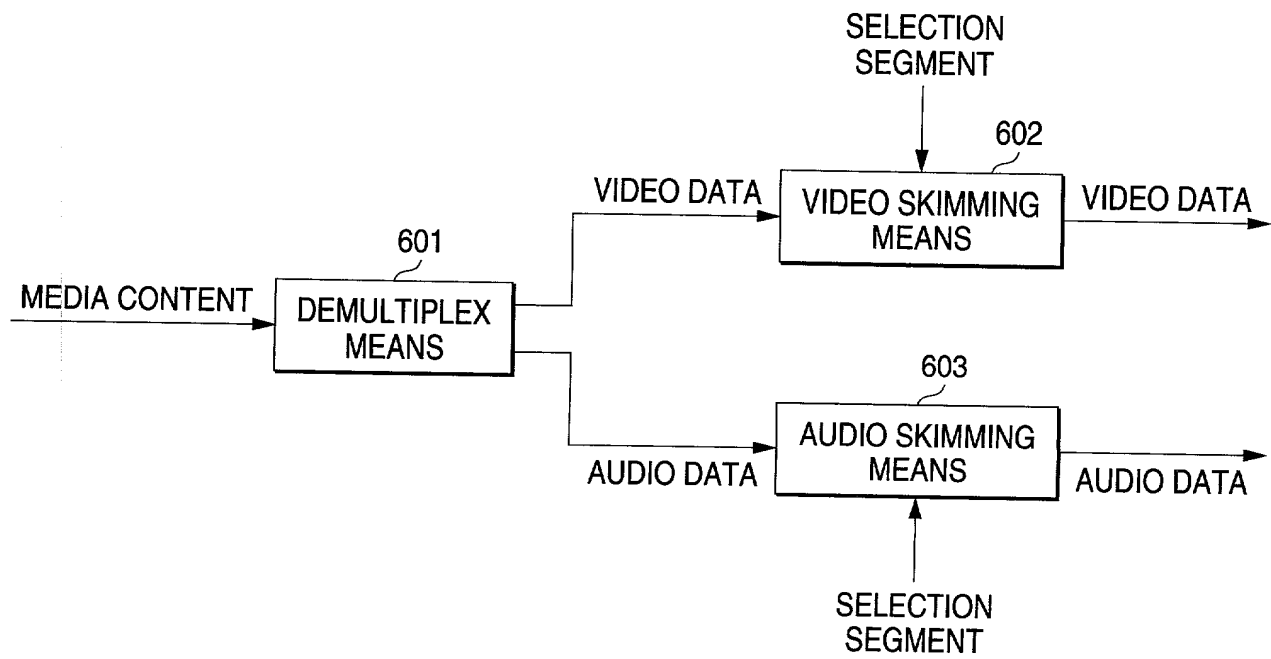 SELECTION
SEGMENT
602
VIDEO DATA
VIDEO SKIMMING
MEANS
VIDEO DATA
601
MEDIA CONTENT
DEMULTIPLEX
MEANS
603
AUDIO DATA
AUDIO SKIMMING
MEANS
AUDIO DATA
SELECTION
SEGMENT